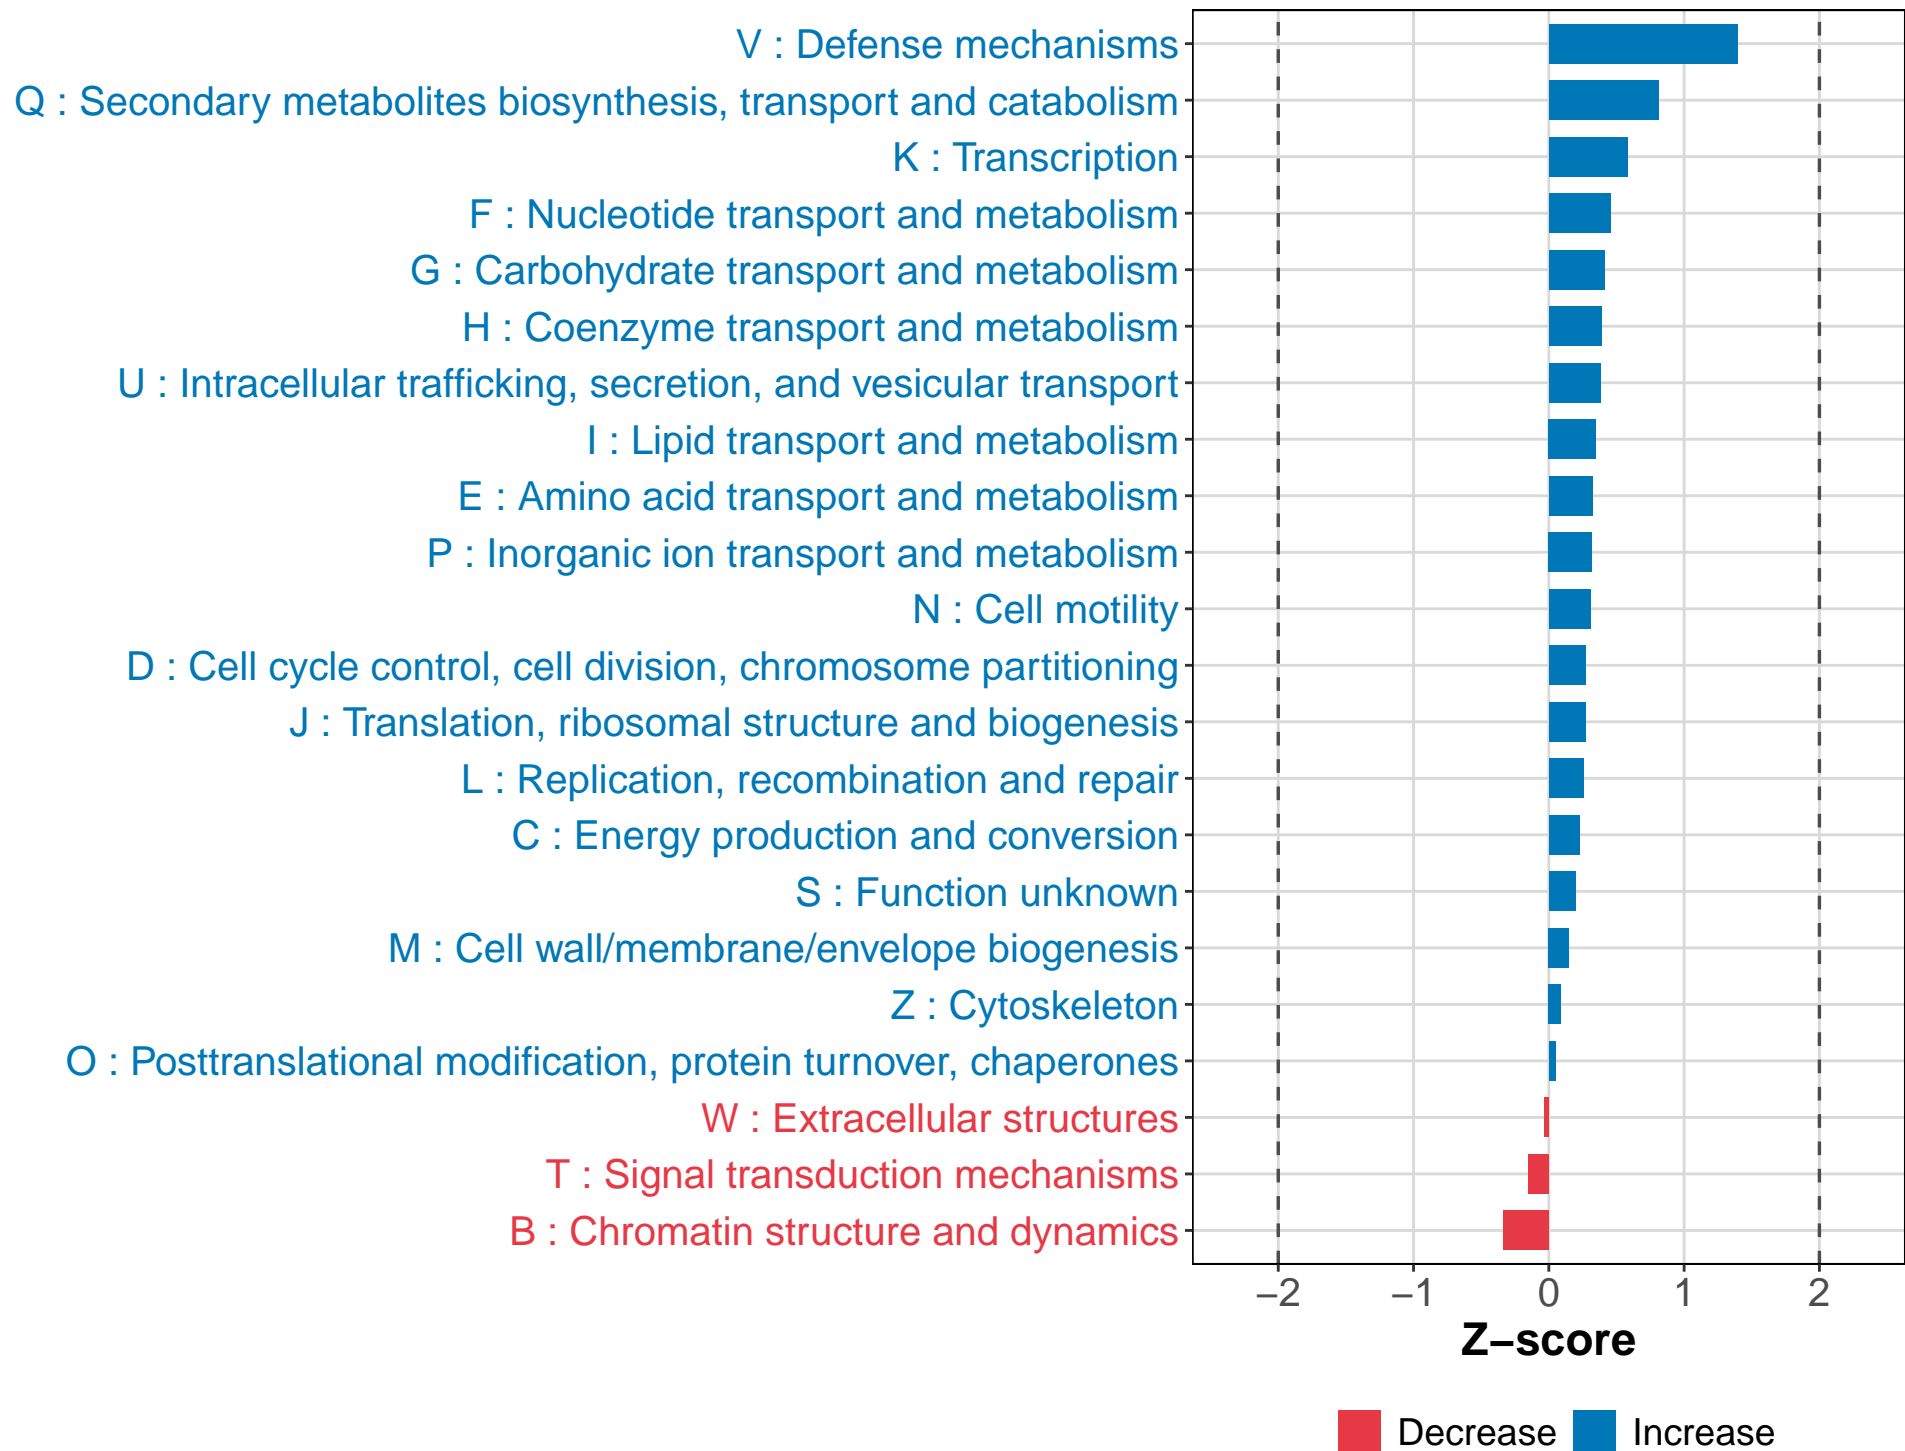 V : Defense mechanisms
Q : Secondary metabolites biosynthesis, transport and catabolism
K : Transcription
F : Nucleotide transport and metabolism
G : Carbohydrate transport and metabolism
H : Coenzyme transport and metabolism
U : Intracellular trafficking, secretion, and vesicular transport
I : Lipid transport and metabolism
E : Amino acid transport and metabolism
P : Inorganic ion transport and metabolism
N : Cell motility
D : Cell cycle control, cell division, chromosome partitioning
J : Translation, ribosomal structure and biogenesis
L : Replication, recombination and repair
C : Energy production and conversion
S : Function unknown
M : Cell wall/membrane/envelope biogenesis
Z : Cytoskeleton
O : Posttranslational modification, protein turnover, chaperones
W : Extracellular structures
T : Signal transduction mechanisms
B : Chromatin structure and dynamics
−2 −1 0 1 2
Z−score
Decrease Increase